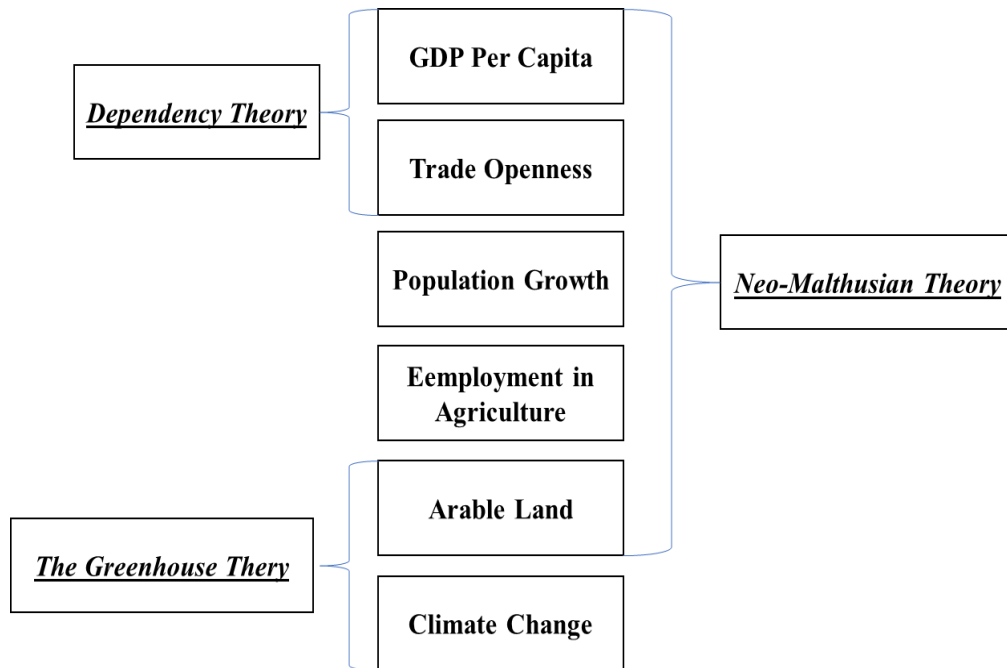 GDP Per Capita
Dependency Theory
Trade Openness
Population Growth
Neo-Malthusian Theory
Eemployment in
Agriculture
Arable Land
The Greenhouse Thery
Climate Change